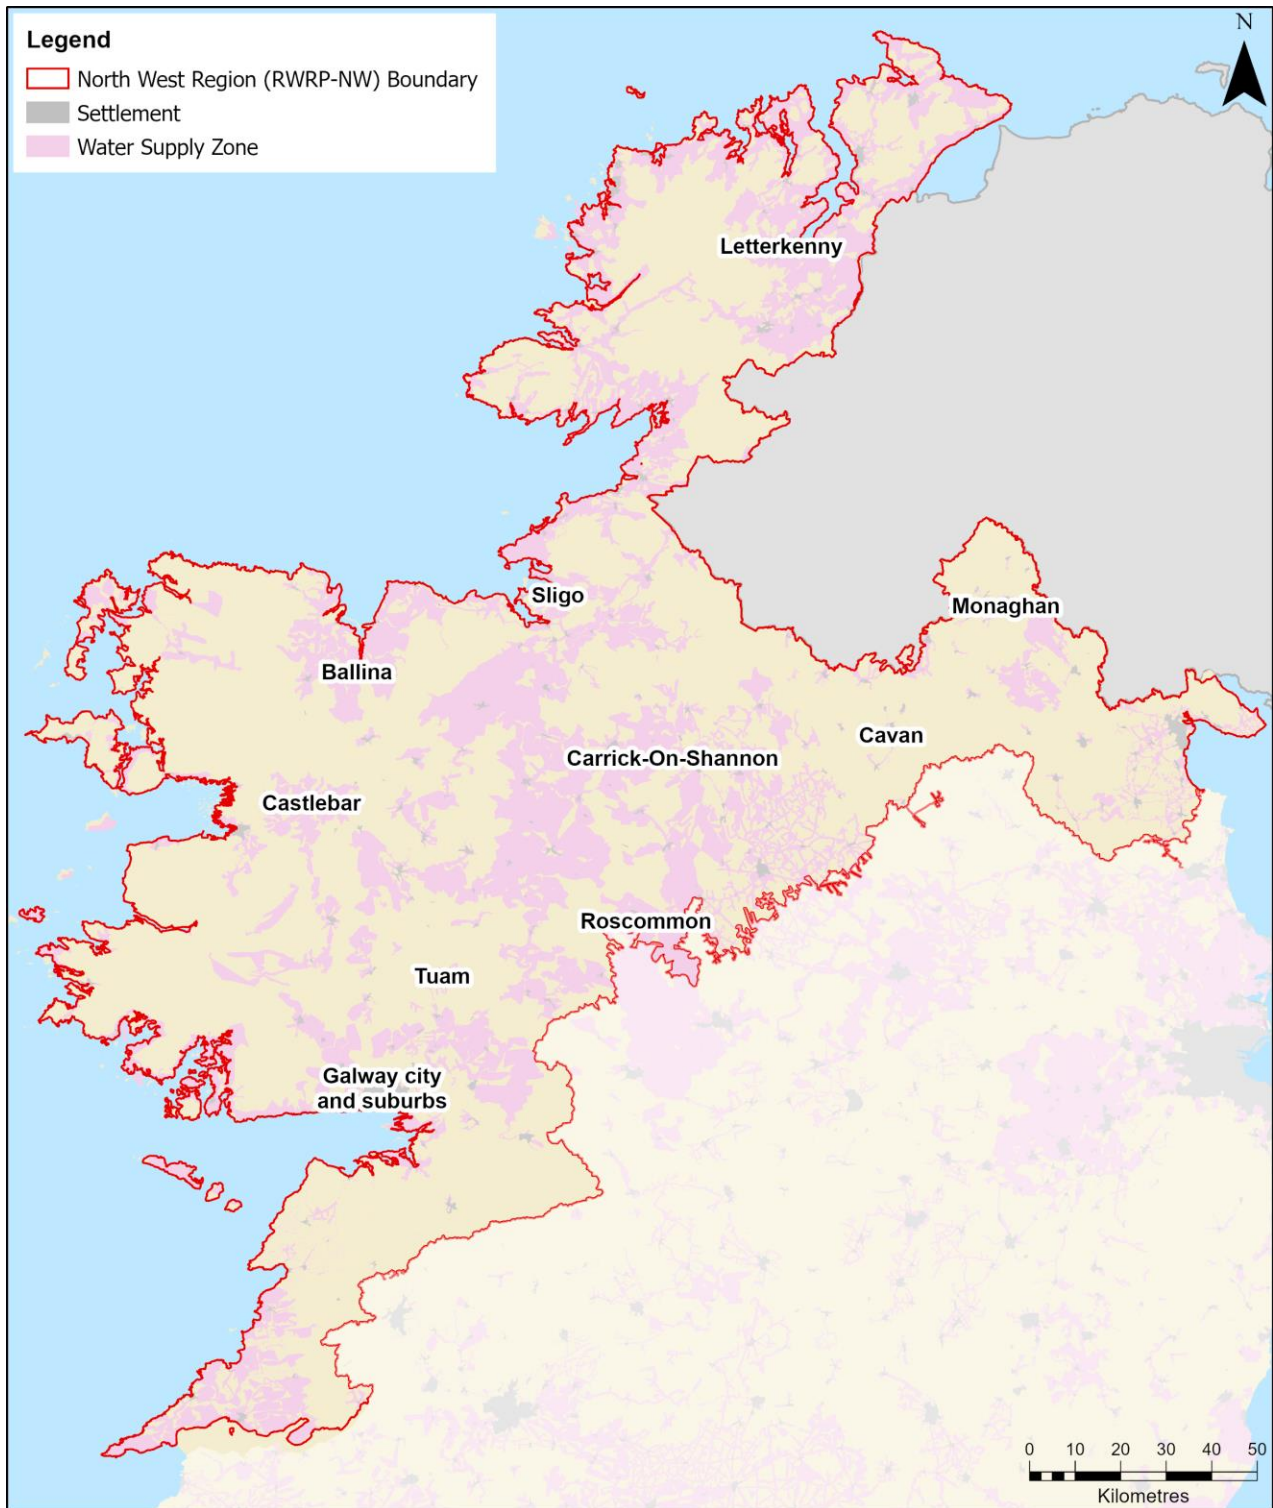 Legend
North West Region (RWRP-NW) Boundary
Settlement
Water Supply Zone
N
Letterkenny
Sligo
Monaghan
Ballina
Cavan
Carrick-On-Shannon
Castlebar
Roscommon
Tuam
Galway city
and suburbs
0 10 20 30 40 50
Kilometres